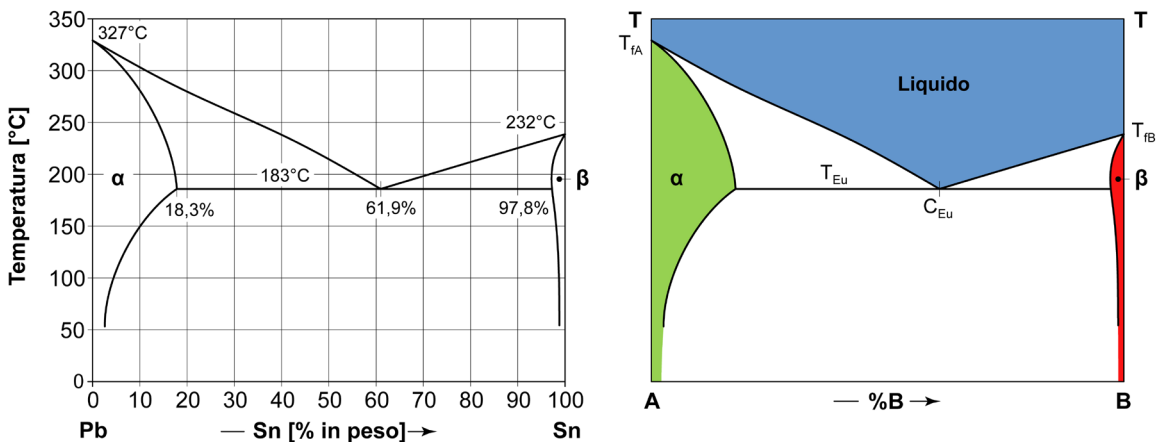 Temperatura [°C]
350
300
250
200
150
100
50
0
327°C
232°C
α
183°C
β
18,3%
61,9%
97,8%
0 10 20 30 40 50 60 70 80 90 100
Pb
Sn [% in peso]
Sn
T
T
TfA
Liquido
TfB
α
TEu
β
CEu
A
%B
B